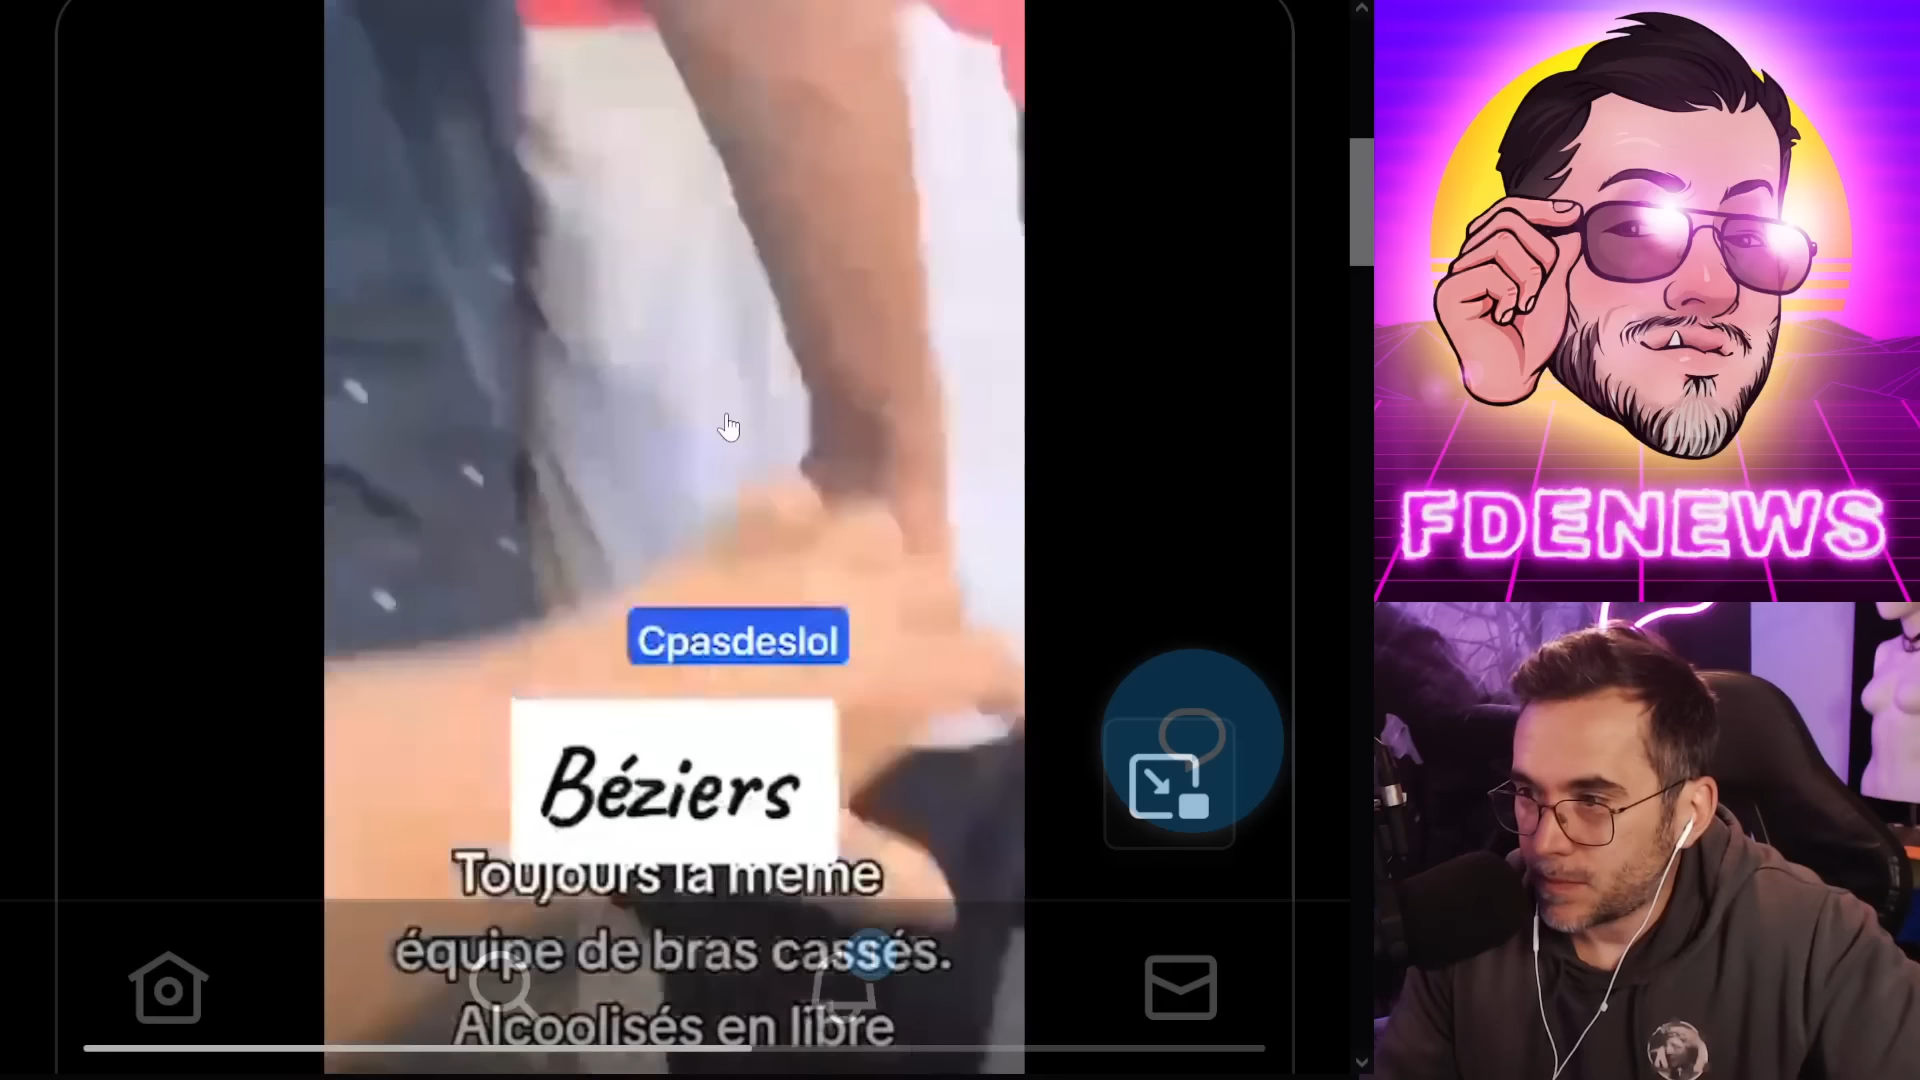 Cpasdeslol
Béziers
Toujours la même
équipe de bras cassés.
Alcoolisés en libre
FDENEWS